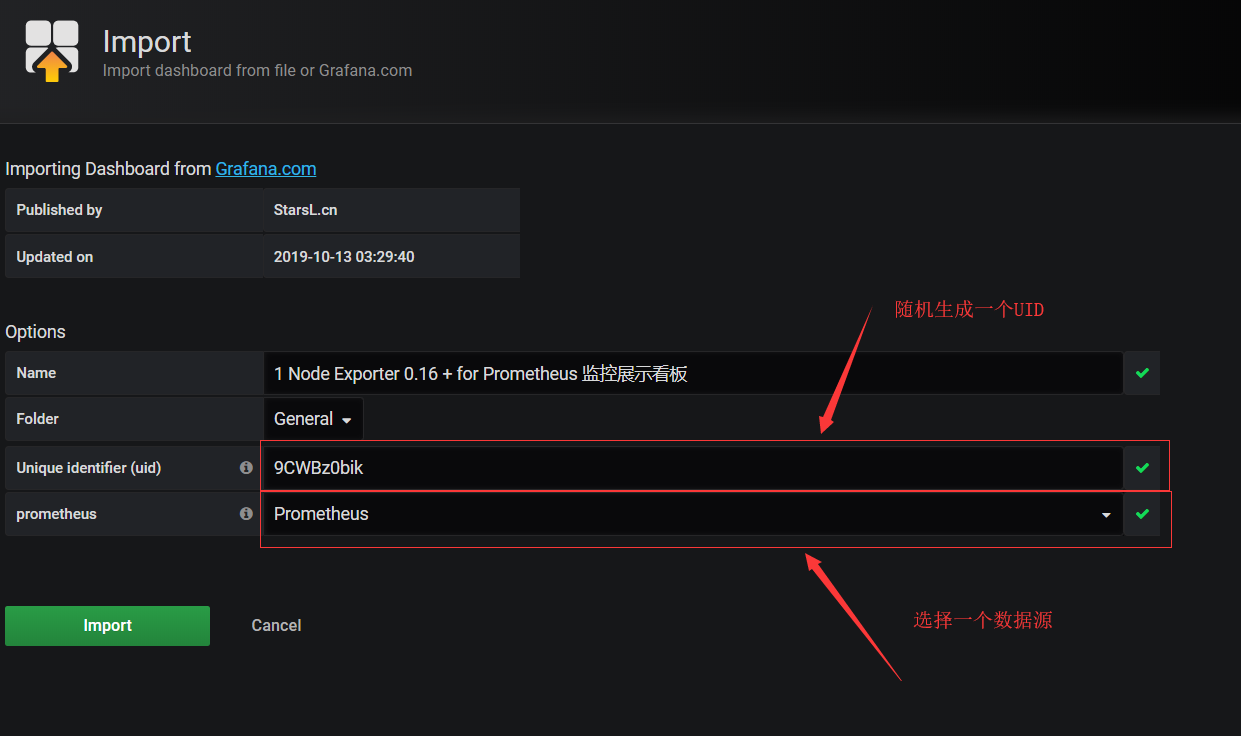 Import
Import dashboard from file or Grafana.com
Importing Dashboard from Grafana.com
Published by StarsL.cn
Updated on 2019-10-13 03:29:40
随机生成一个UID
Options
Name 1 Node Exporter 0.16 + for Prometheus 监控展示看板
Folder General
Unique identifier (uid) 9CWBz0bik
prometheus Prometheus
选择一个数据源
Import Cancel